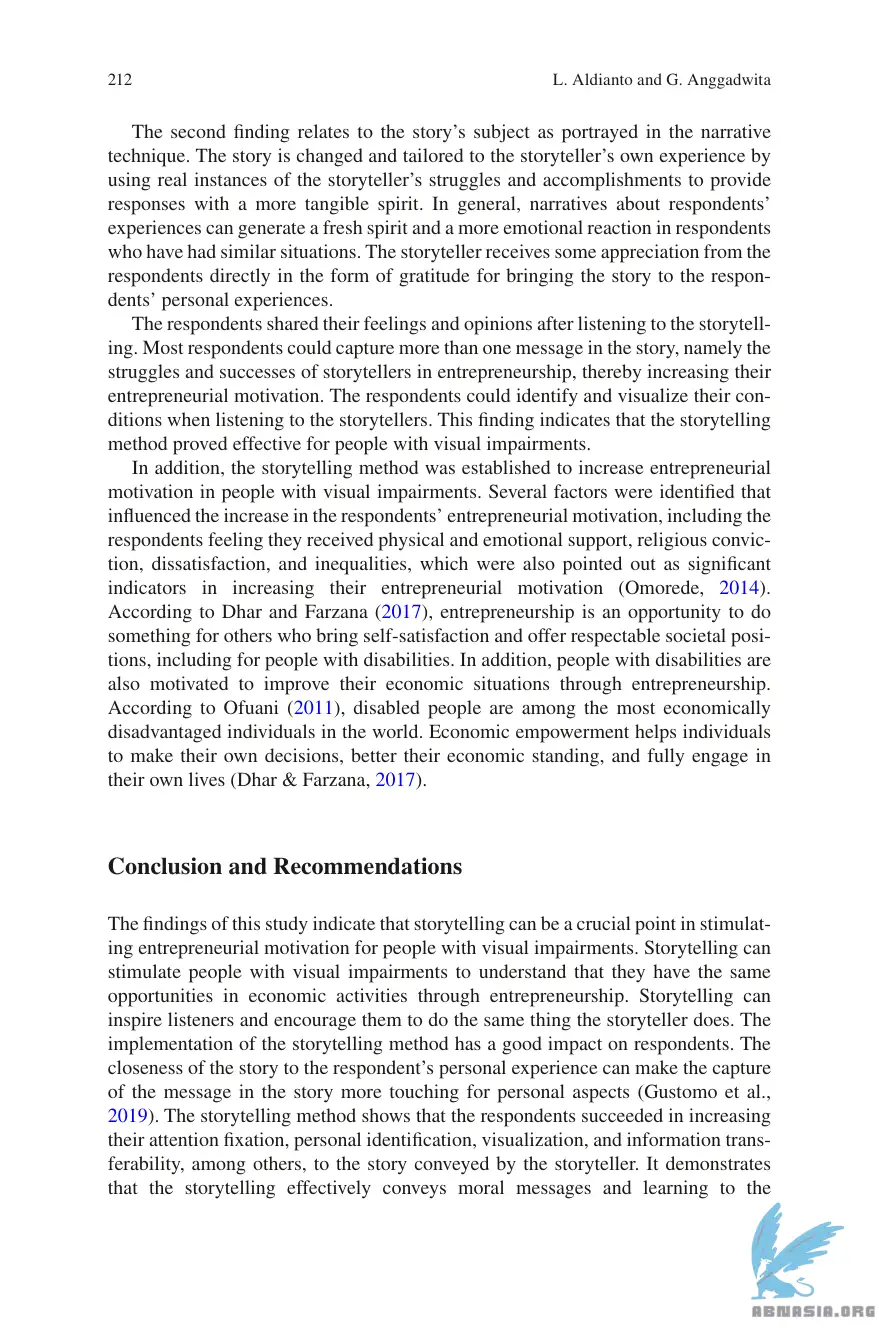 212
L. Aldianto and G. Anggadwita
The second finding relates to the story's subject as portrayed in the narrative
technique. The story is changed and tailored to the storyteller's own experience by
using real instances of the storyteller's struggles and accomplishments to provide
responses with a more tangible spirit. In general, narratives about respondents'
experiences can generate a fresh spirit and a more emotional reaction in respondents
who have had similar situations. The storyteller receives some appreciation from the
respondents directly in the form of gratitude for bringing the story to the respon-
dents' personal experiences.
The respondents shared their feelings and opinions after listening to the storytell-
ing. Most respondents could capture more than one message in the story, namely the
struggles and successes of storytellers in entrepreneurship, thereby increasing their
entrepreneurial motivation. The respondents could identify and visualize their con-
ditions when listening to the storytellers. This finding indicates that the storytelling
method proved effective for people with visual impairments.
In addition, the storytelling method was established to increase entrepreneurial
motivation in people with visual impairments. Several factors were identified that
influenced the increase in the respondents' entrepreneurial motivation, including the
respondents feeling they received physical and emotional support, religious convic-
tion, dissatisfaction, and inequalities, which were also pointed out as significant
indicators in increasing their entrepreneurial motivation (Omorede, 2014).
According to Dhar and Farzana (2017), entrepreneurship is an opportunity to do
something for others who bring self-satisfaction and offer respectable societal posi-
tions, including for people with disabilities. In addition, people with disabilities are
also motivated to improve their economic situations through entrepreneurship.
According to Ofuani (2011), disabled people are among the most economically
disadvantaged individuals in the world. Economic empowerment helps individuals
to make their own decisions, better their economic standing, and fully engage in
their own lives (Dhar & Farzana, 2017).
Conclusion and Recommendations
The findings of this study indicate that storytelling can be a crucial point in stimulat-
ing entrepreneurial motivation for people with visual impairments. Storytelling can
stimulate people with visual impairments to understand that they have the same
opportunities in economic activities through entrepreneurship. Storytelling can
inspire listeners and encourage them to do the same thing the storyteller does. The
implementation of the storytelling method has a good impact on respondents. The
closeness of the story to the respondent's personal experience can make the capture
of the message in the story more touching for personal aspects (Gustomo et al.,
2019). The storytelling method shows that the respondents succeeded in increasing
their attention fixation, personal identification, visualization, and information trans-
ferability, among others, to the story conveyed by the storyteller. It demonstrates
that the storytelling effectively conveys moral messages and learning to the
ABNASIA.ORG